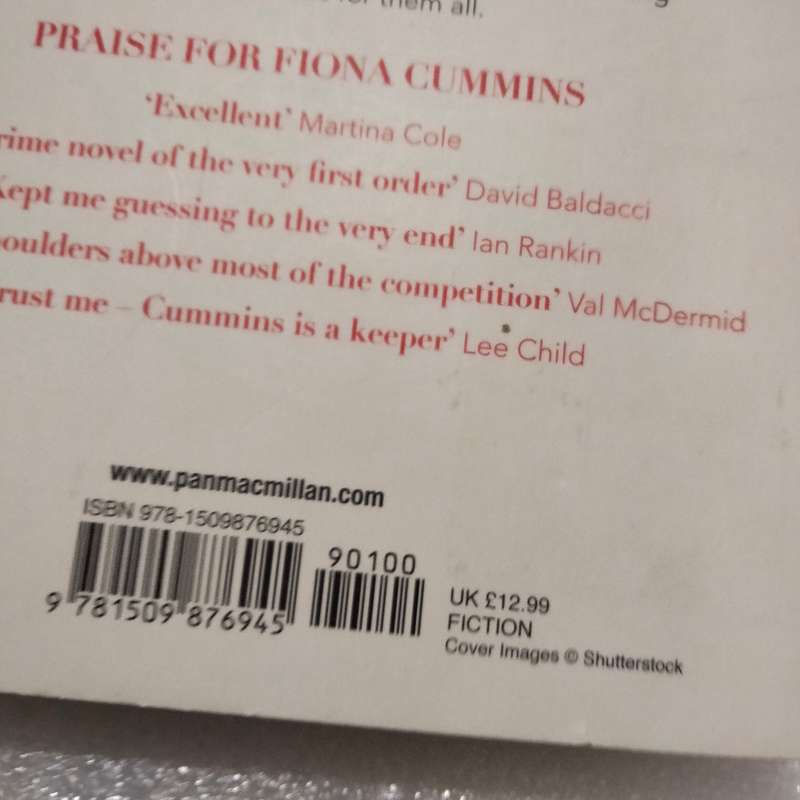 for them all.
PRAISE FOR FIONA CUMMINS
‘Excellent’ Martina Cole
rime novel of the very first order’ David Baldacci
Kept me guessing to the very end’ Ian Rankin
oulders above most of the competition’ Val McDermid
rust me – Cummins is a keeper’ Lee Child
www.panmacmillan.com
ISBN 978-1509876945
90100
9 781509 876945
UK £12.99
FICTION
Cover Images © Shutterstock